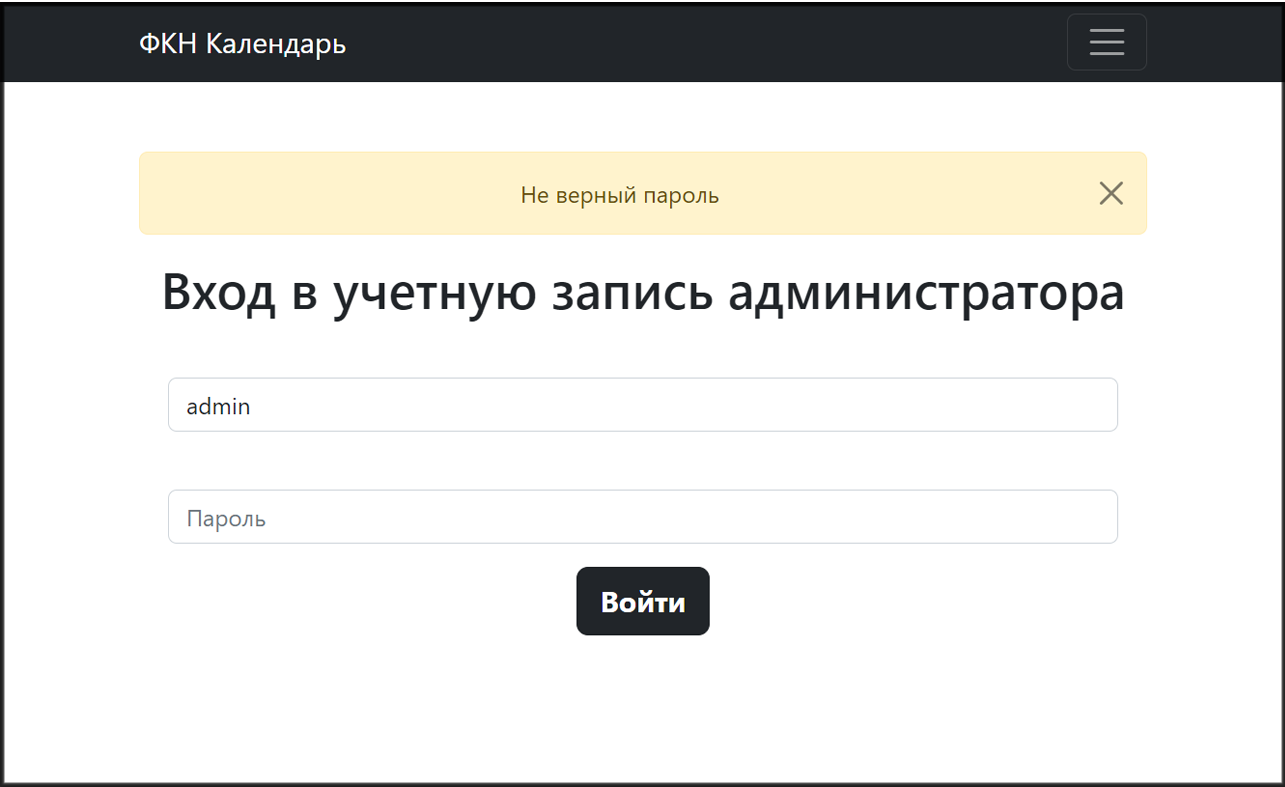 ФКН Календарь
Не верный пароль
Вход в учетную запись администратора
admin
Пароль
Войти